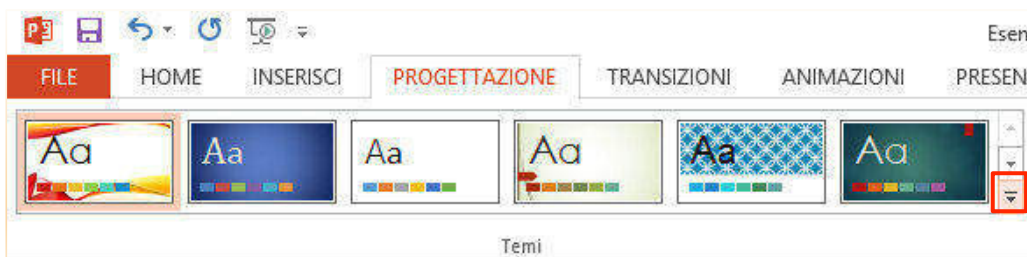 Esen
FILE HOME INSERISCI PROGETTAZIONE TRANSIZIONI ANIMAZIONI PRESEN
Aa Aa Aa Aa Aa Aa
Temi